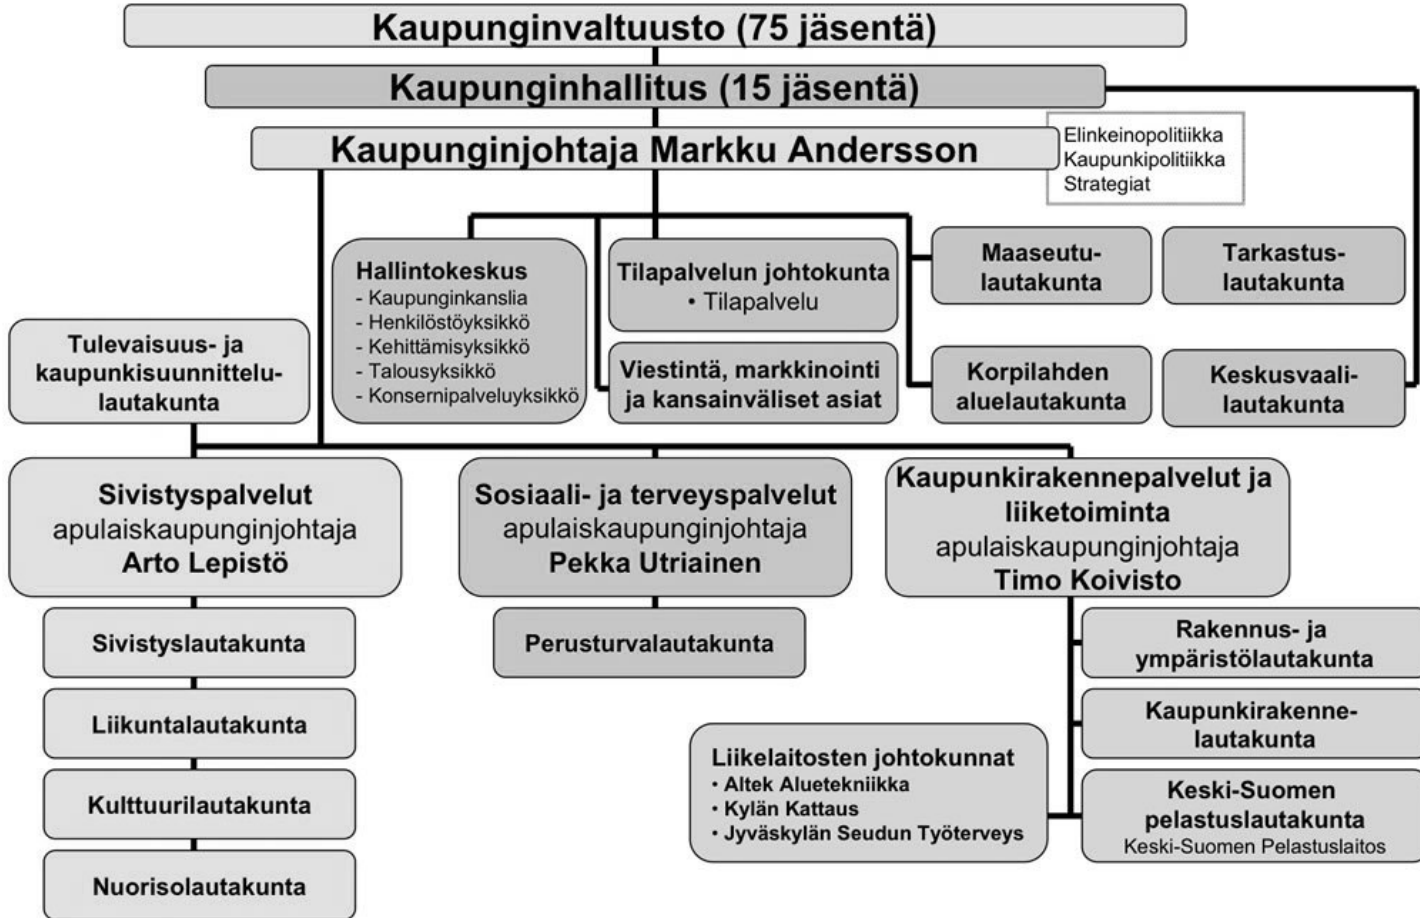 Kaupunginvaltuusto (75 jäsentä)
Kaupunginhallitus (15 jäsentä)
Kaupunginjohtaja Markku Andersson
Elinkeinopolitiikka
Kaupunkipolitiikka
Strategiat
Hallintokeskus
- Kaupunginkanslia
- Henkilöstöyksikkö
- Kehittämisyksikkö
- Talousyksikkö
- Konsernipalveluyksikkö
Tilapalvelun johtokunta
• Tilapalvelu
Viestintä, markkinointi
ja kansainväliset asiat
Maaseutu-
lautakunta
Tarkastus-
lautakunta
Korpilahden
aluelautakunta
Keskusvaali-
lautakunta
Tulevaisuus- ja
kaupunkisuunnittelu-
lautakunta
Sivistyspalvelut
apulaiskaupunginjohtaja
Arto Lepistö
Sivistyslautakunta
Liikuntalautakunta
Kulttuurilautakunta
Nuorisolautakunta
Sosiaali- ja terveyspalvelut
apulaiskaupunginjohtaja
Pekka Utriainen
Perusturvalautakunta
Kaupunkirakennepalvelut ja
liiketoiminta
apulaiskaupunginjohtaja
Timo Koivisto
Rakennus- ja
ympäristölautakunta
Kaupunkirakenne-
lautakunta
Liikelaitosten johtokunnat
• Altek Aluetekniikka
• Kylän Kattaus
• Jyväskylän Seudun Työterveys
Keski-Suomen
pelastuslautakunta
Keski-Suomen Pelastuslaitos